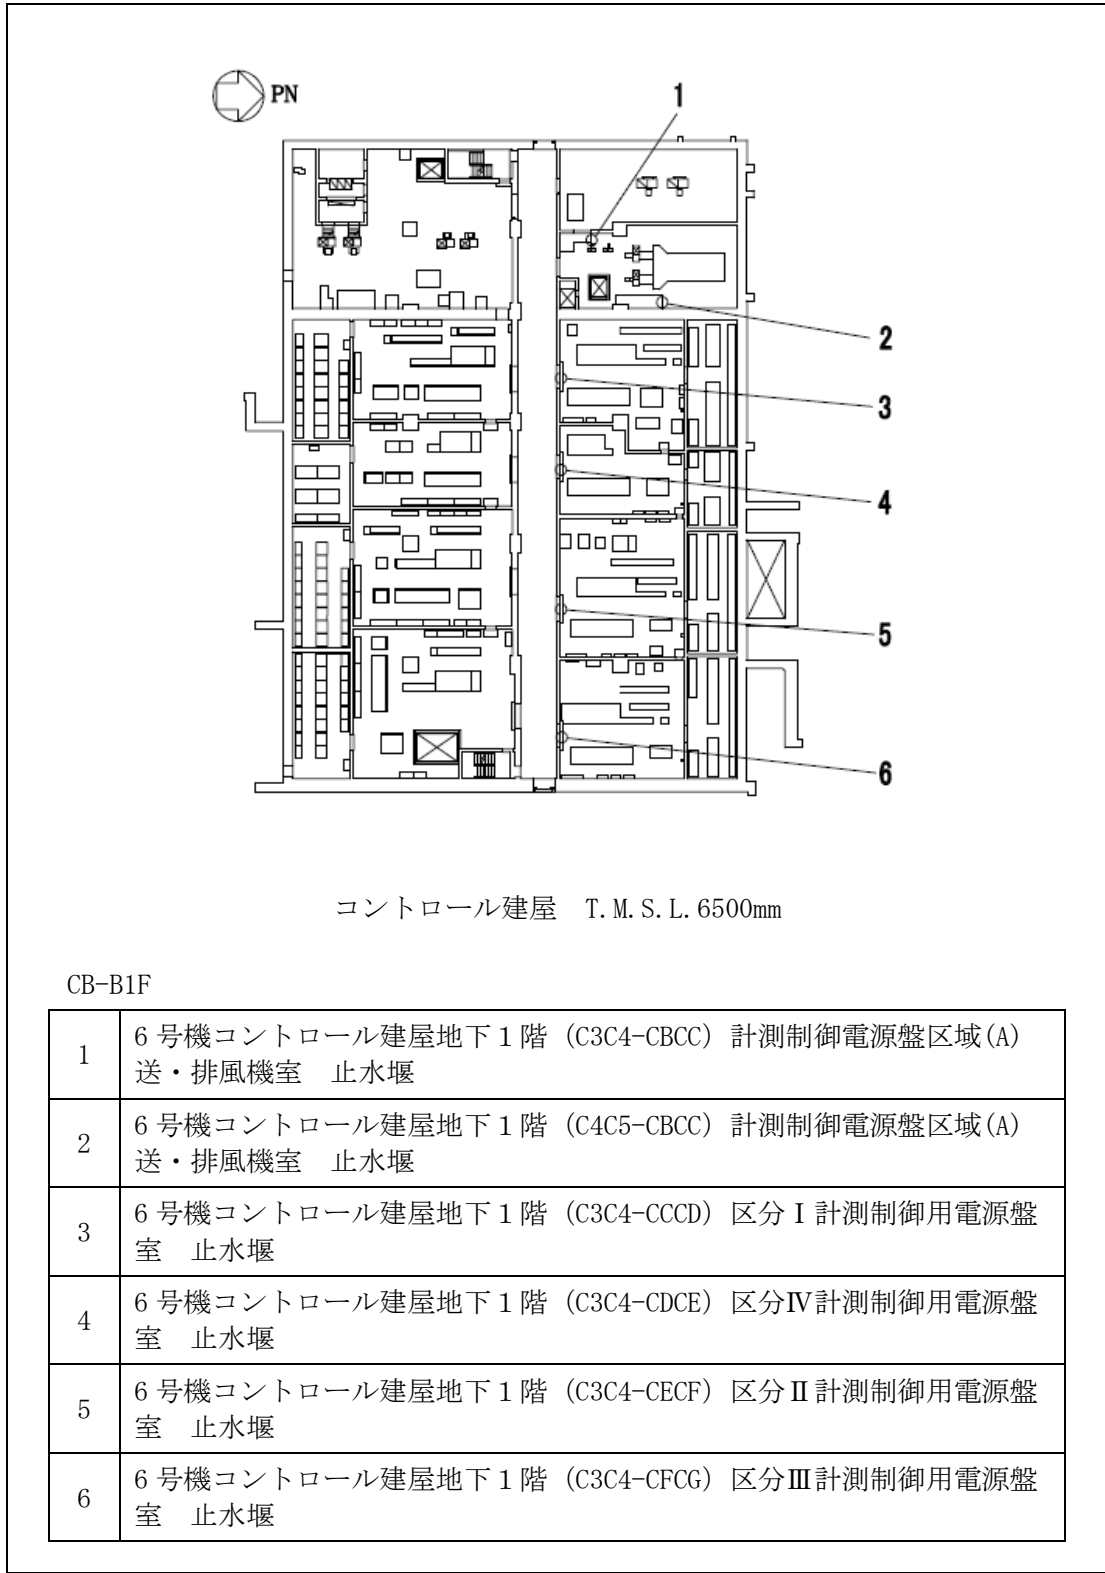 PN
1
2
3
4
5
6
コントロール建屋　T.M.S.L.6500mm
CB-B1F
1
6号機コントロール建屋地下１階（C3C4-CBCC）計測制御電源盤区域(A)
送・排風機室　止水堰
2
6号機コントロール建屋地下１階（C4C5-CBCC）計測制御電源盤区域(A)
送・排風機室　止水堰
3
6号機コントロール建屋地下１階（C3C4-CCCD）区分Ⅰ計測制御用電源盤
室　止水堰
4
6号機コントロール建屋地下１階（C3C4-CDCE）区分Ⅳ計測制御用電源盤
室　止水堰
5
6号機コントロール建屋地下１階（C3C4-CECF）区分Ⅱ計測制御用電源盤
室　止水堰
6
6号機コントロール建屋地下１階（C3C4-CFCG）区分Ⅲ計測制御用電源盤
室　止水堰